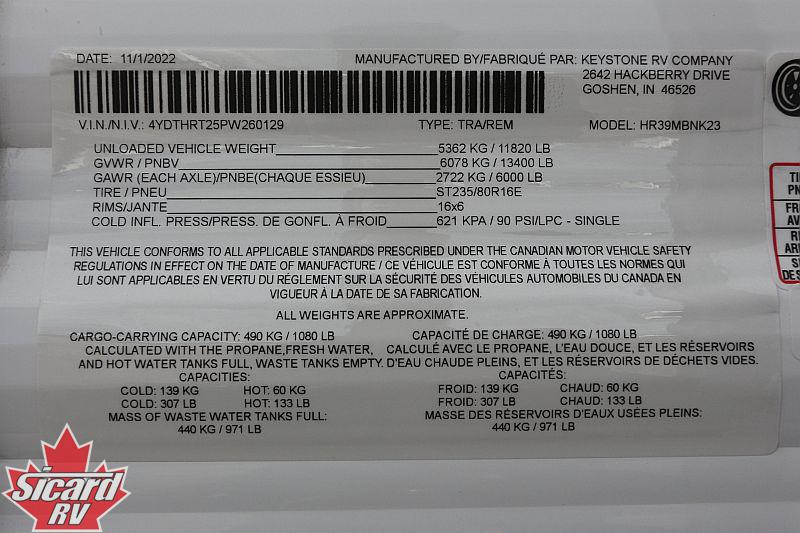 DATE: 11/1/2022 MANUFACTURED BY/FABRIQUÉ PAR: KEYSTONE RV COMPANY
2642 HACKBERRY DRIVE
GOSHEN, IN 46526
V.I.N./N.I.V.: 4YDTHRT25PW260129 TYPE: TRA/REM MODEL: HR39MBNK23
UNLOADED VEHICLE WEIGHT 5362 KG / 11820 LB
GVWR / PNBV 6078 KG / 13400 LB
GAWR (EACH AXLE)/PNBE(CHAQUE ESSIEU) 2722 KG / 6000 LB
TIRE / PNEU ST235/80R16E
RIMS/JANTE 16x6
COLD INFL. PRESS/PRESS. DE GONFL. À FROID 621 KPA / 90 PSI/LPC - SINGLE
THIS VEHICLE CONFORMS TO ALL APPLICABLE STANDARDS PRESCRIBED UNDER THE CANADIAN MOTOR VEHICLE SAFETY
REGULATIONS IN EFFECT ON THE DATE OF MANUFACTURE / CE VÉHICULE EST CONFORME À TOUTES LES NORMES QUI
LUI SONT APPLICABLES EN VERTU DU RÉGLEMENT SUR LA SÉCURITÉ DES VÉHICULES AUTOMOBILES DU CANADA EN
VIGUEUR À LA DATE DE SA FABRICATION.
ALL WEIGHTS ARE APPROXIMATE.
CARGO-CARRYING CAPACITY: 490 KG / 1080 LB
CALCULATED WITH THE PROPANE,FRESH WATER,
AND HOT WATER TANKS FULL, WASTE TANKS EMPTY.
CAPACITIES:
COLD: 139 KG HOT: 60 KG
COLD: 307 LB HOT: 133 LB
MASS OF WASTE WATER TANKS FULL:
440 KG / 971 LB
CAPACITÉ DE CHARGE: 490 KG / 1080 LB
CALCULÉ AVEC LE PROPANE, L'EAU DOUCE, ET LES RÉSERVOIRS
D'EAU CHAUDE PLEINS, ET LES RÉSERVOIRS DE DÉCHETS VIDES.
CAPACITÉS:
FROID: 139 KG CHAUD: 60 KG
FROID: 307 LB CHAUD: 133 LB
MASSE DES RÉSERVOIRS D'EAUX USÉES PLEINS:
440 KG / 971 LB
Sicard
RV